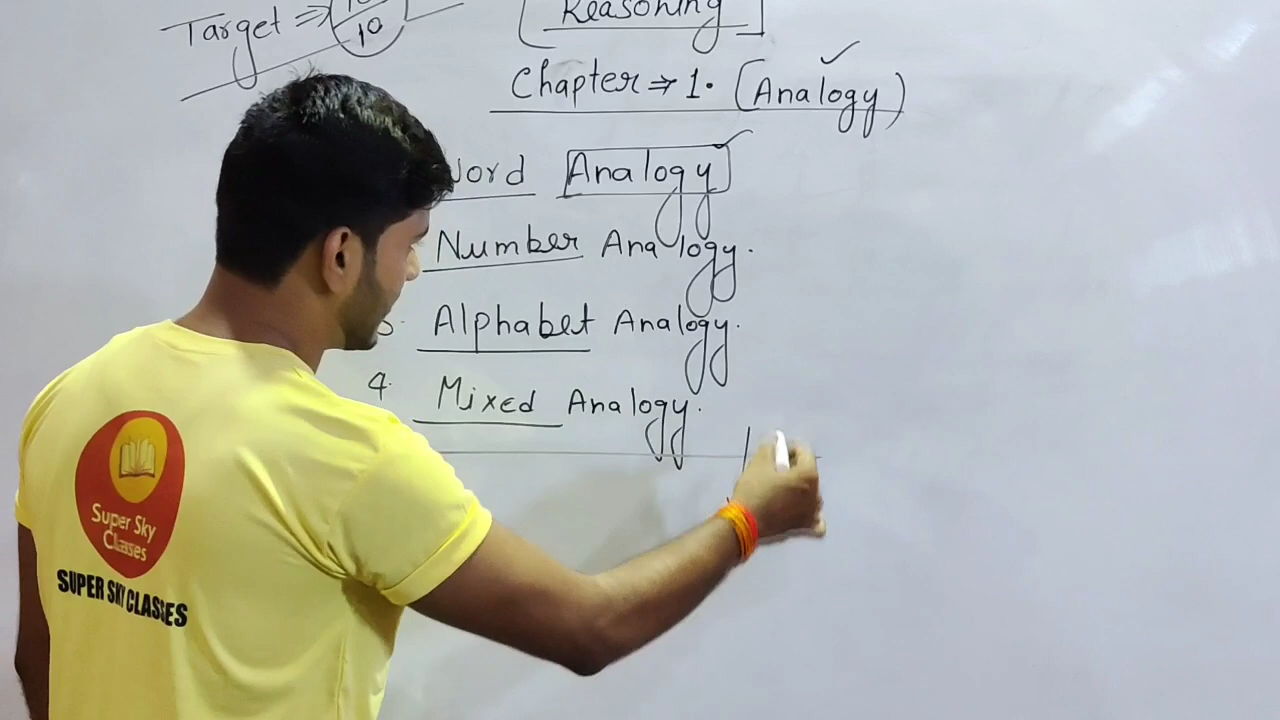 Target ⇒ 10/10
[Reasoning]
Chapter ⇒ 1. (Analogy)
Word Analogy
Number Analogy.
3. Alphabet Analogy.
4. Mixed Analogy.
Super Sky
Classes
SUPER SKY CLASSES